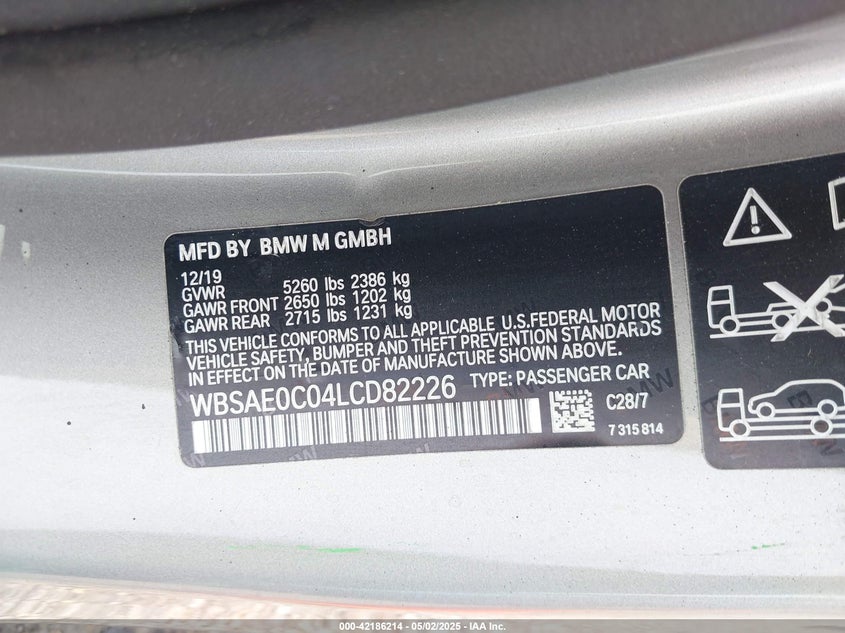 MFD BY BMW M GMBH
12/19
GVWR 5260 lbs 2386 kg
GAWR FRONT 2650 lbs 1202 kg
GAWR REAR 2715 lbs 1231 kg
THIS VEHICLE CONFORMS TO ALL APPLICABLE U.S.FEDERAL MOTOR
VEHICLE SAFETY, BUMPER AND THEFT PREVENTION STANDARDS
IN EFFECT ON THE DATE OF MANUFACTURE SHOWN ABOVE.
WBSAE0C04LCD82226 TYPE: PASSENGER CAR
C28/7
7 315 814
000-42186214 - 05/02/2025 - IAA Inc.